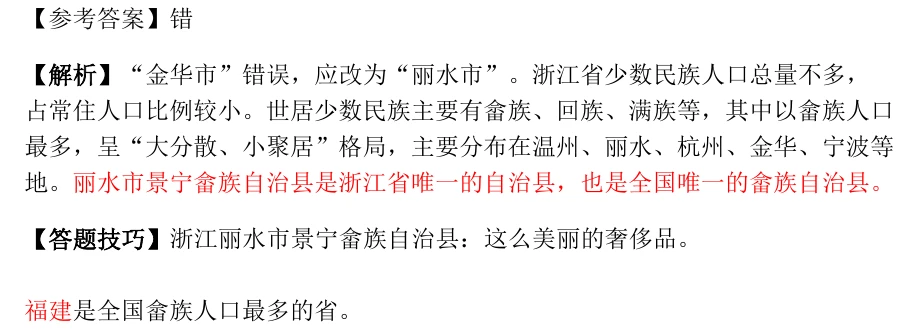 【参考答案】错
【解析】“金华市”错误，应改为“丽水市”。浙江省少数民族人口总量不多，
占常住人口比例较小。世居少数民族主要有畲族、回族、满族等，其中以畲族人口
最多，呈“大分散、小聚居”格局，主要分布在温州、丽水、杭州、金华、宁波等
地。丽水市景宁畲族自治县是浙江省唯一的自治县，也是全国唯一的畲族自治县。
【答题技巧】浙江丽水市景宁畲族自治县：这么美丽的奢侈品。
福建是全国畲族人口最多的省。